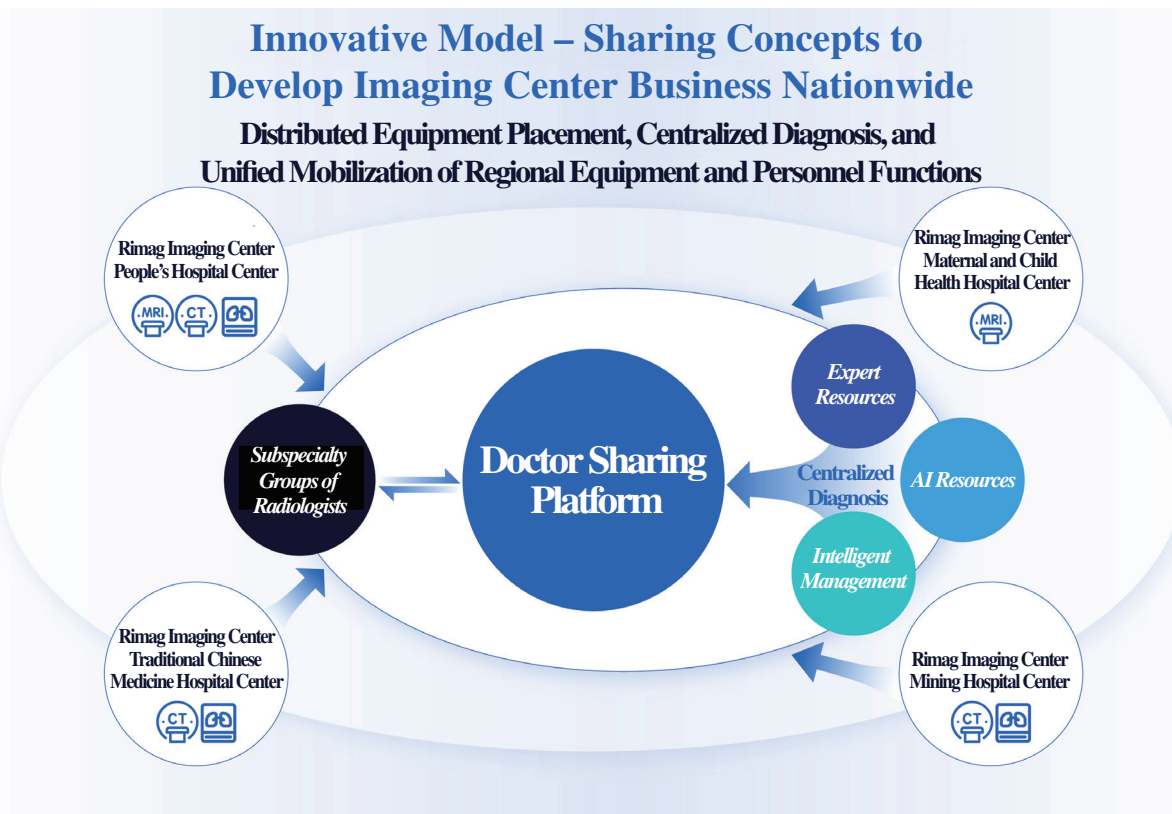 Innovative Model – Sharing Concepts to
Develop Imaging Center Business Nationwide
Distributed Equipment Placement, Centralized Diagnosis, and
Unified Mobilization of Regional Equipment and Personnel Functions
Rimag Imaging Center
People's Hospital Center
.MRI.
.CT.
Rimag Imaging Center
Maternal and Child
Health Hospital Center
.MRI.
Subspecialty
Groups of
Radiologists
Doctor Sharing
Platform
Expert
Resources
Centralized
Diagnosis
AI Resources
Intelligent
Management
Rimag Imaging Center
Traditional Chinese
Medicine Hospital Center
.CT.
Rimag Imaging Center
Mining Hospital Center
.CT.